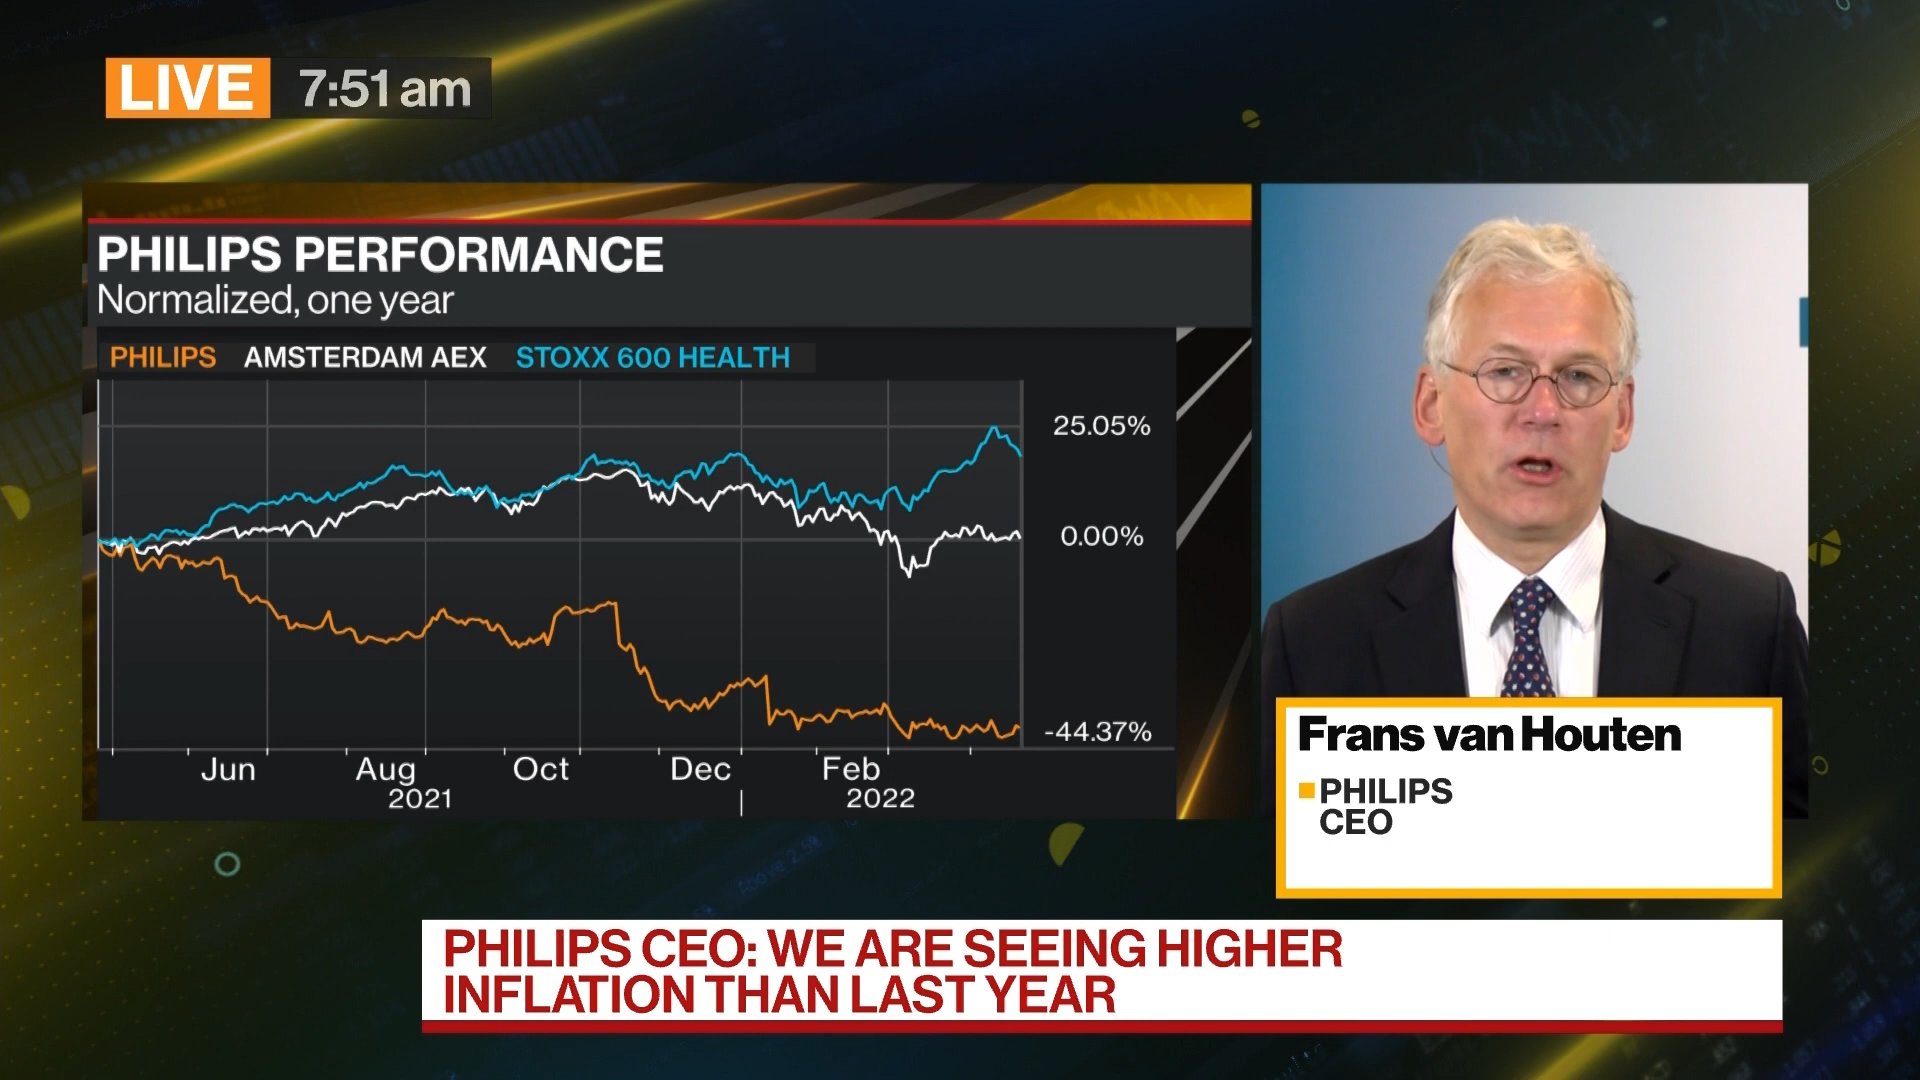 LIVE 7:51 am
PHILIPS PERFORMANCE
Normalized, one year
PHILIPS AMSTERDAM AEX STOXX 600 HEALTH
25.05%
0.00%
-44.37%
Jun Aug Oct Dec Feb
2021 2022
Frans van Houten
PHILIPS
CEO
PHILIPS CEO: WE ARE SEEING HIGHER
INFLATION THAN LAST YEAR